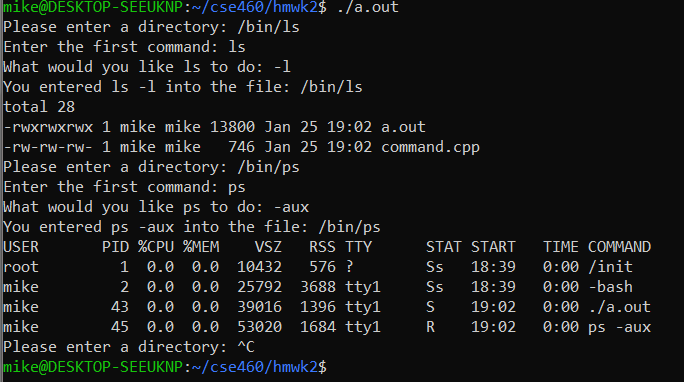 mike@DESKTOP-SEEUKNP:~/cse460/hmwk2$ ./a.out
Please enter a directory: /bin/ls
Enter the first command: ls
What would you like ls to do: -l
You entered ls -l into the file: /bin/ls
total 28
-rwxrwxrwx 1 mike mike 13800 Jan 25 19:02 a.out
-rw-rw-rw- 1 mike mike   746 Jan 25 19:02 command.cpp
Please enter a directory: /bin/ps
Enter the first command: ps
What would you like ps to do: -aux
You entered ps -aux into the file: /bin/ps
USER       PID %CPU %MEM    VSZ   RSS TTY      STAT START   TIME COMMAND
root         1  0.0  0.0  10432   576 ?        Ss   18:39   0:00 /init
mike         2  0.0  0.0  25792  3688 tty1     Ss   18:39   0:00 -bash
mike        43  0.0  0.0  39016  1396 tty1     S    19:02   0:00 ./a.out
mike        45  0.0  0.0  53020  1684 tty1     R    19:02   0:00 ps -aux
Please enter a directory: ^C
mike@DESKTOP-SEEUKNP:~/cse460/hmwk2$